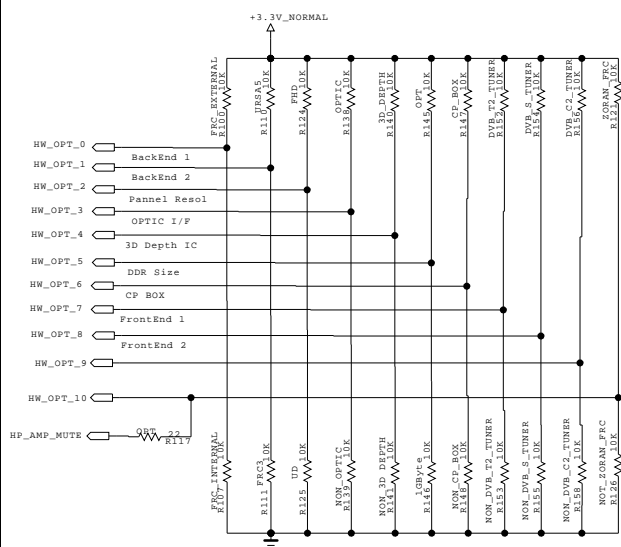 +3.3V_NORMAL
FRC_EXTERNAL
R100 10K
URSA5
R110 10K
FHD
R124 10K
OPTIC
R138 10K
3D_DEPTH
R140 10K
OPT
R145 10K
CP_BOX
R147 10K
DVB_T2_TUNER
R152 10K
DVB_S_TUNER
R154 10K
DVB_C2_TUNER
R156 10K
ZORAN_FRC
R121 10K
HW_OPT_0
BackEnd 1
HW_OPT_1
BackEnd 2
HW_OPT_2
Pannel Resol
HW_OPT_3
OPTIC I/F
HW_OPT_4
3D Depth IC
HW_OPT_5
DDR Size
HW_OPT_6
CP BOX
HW_OPT_7
FrontEnd 1
HW_OPT_8
FrontEnd 2
HW_OPT_9
HW_OPT_10
HP_AMP_MUTE
OPT 22
R117
FRC_INTERNAL
R107 10K
FRC3
R111 10K
UD
R125 10K
NON_OPTIC
R139 10K
NON_3D_DEPTH
R141 10K
1GByte
R146 10K
NON_CP_BOX
R148 10K
NON_DVB_T2_TUNER
R153 10K
NON_DVB_S_TUNER
R155 10K
NON_DVB_C2_TUNER
R158 10K
NOT_ZORAN_FRC
R126 10K